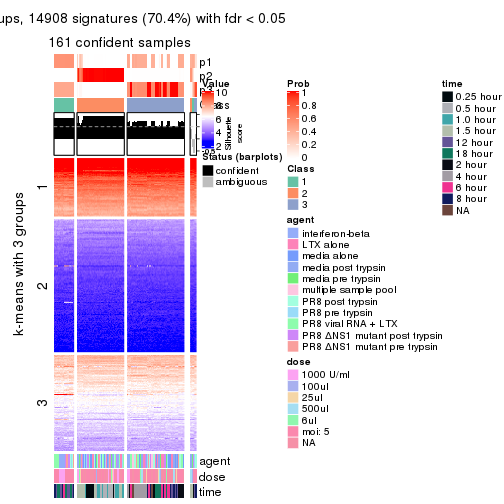 ups, 14908 signatures (70.4%) with fdr < 0.05
161 confident samples
p1
p2
Value
10
6
4
2
Silhouette
score
Status (barplots)
confident
ambiguous
k-means with 3 groups
1
2
3
agent
dose
time
Prob
1
0.8
0.6
0.4
0.2
0
Class
1
2
3
agent
interferon-beta
LTX alone
media alone
media post trypsin
media pre trypsin
multiple sample pool
PR8 post trypsin
PR8 pre trypsin
PR8 viral RNA + LTX
PR8 ΔNS1 mutant post trypsin
PR8 ΔNS1 mutant pre trypsin
dose
1000 U/ml
100ul
25ul
500ul
6ul
moi: 5
NA
time
0.25 hour
0.5 hour
1.0 hour
1.5 hour
12 hour
18 hour
2 hour
4 hour
6 hour
8 hour
NA